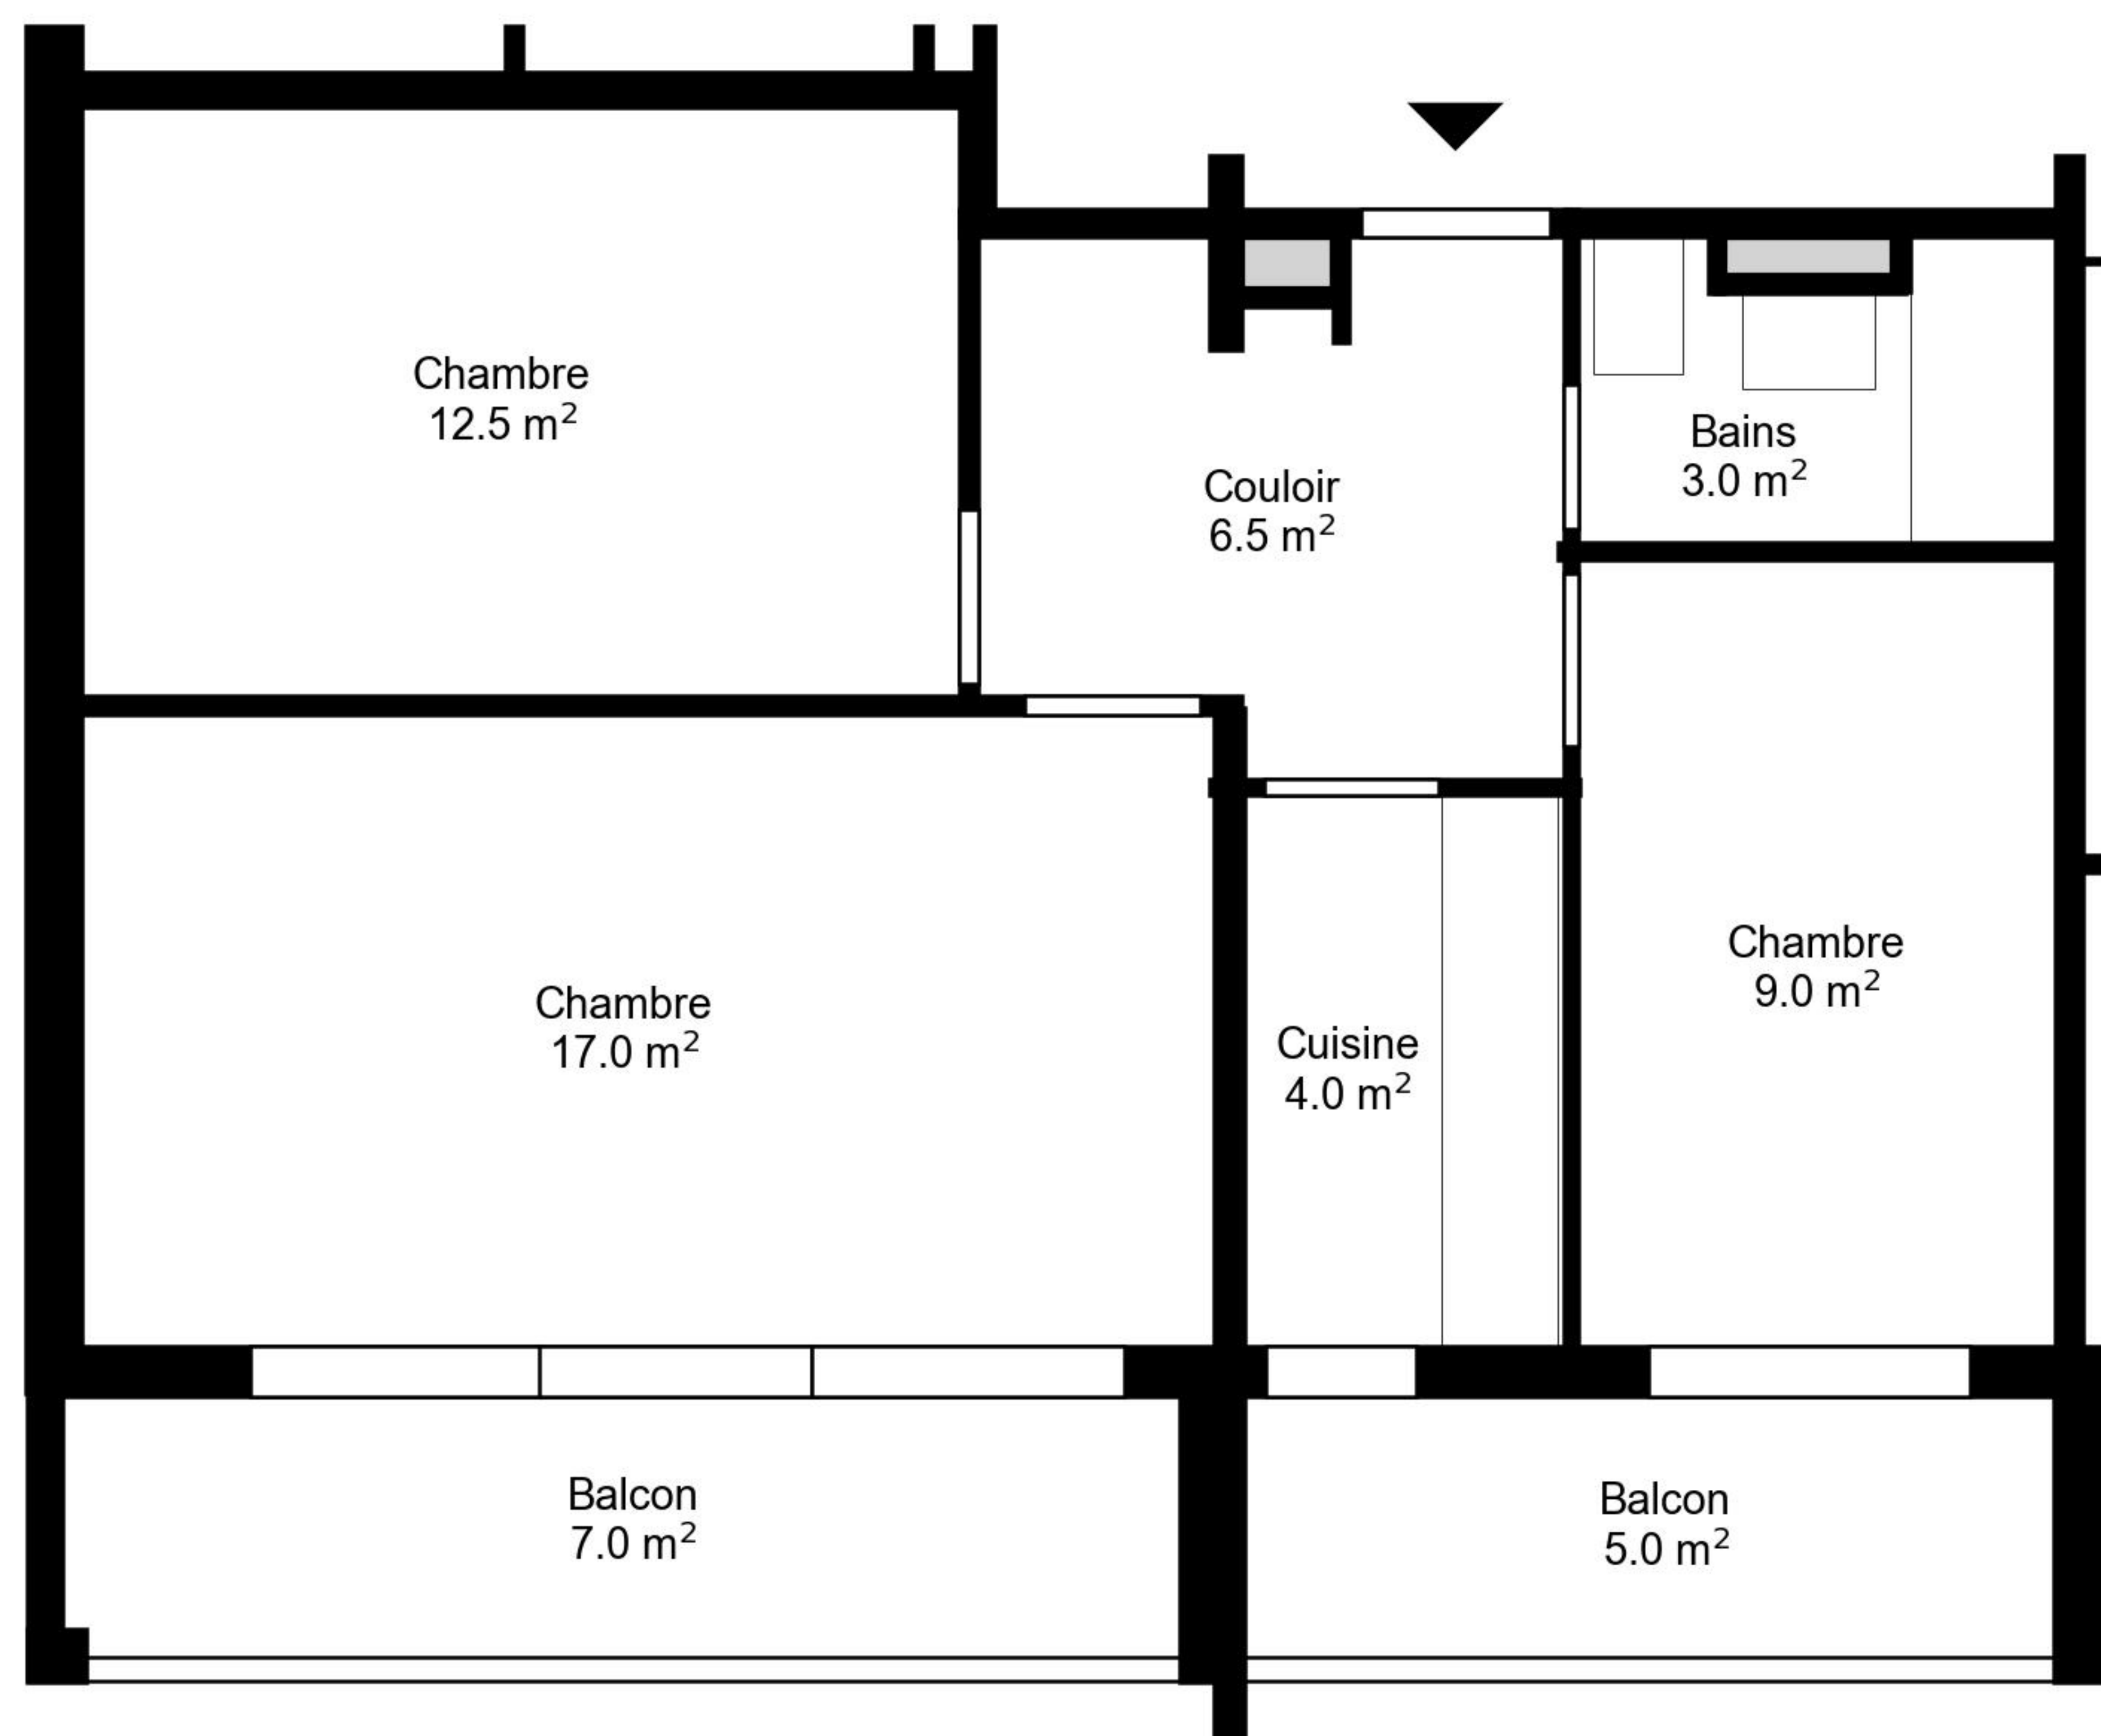 Chambre
12.5 m²
Couloir
6.5 m²
Bains
3.0 m²
Chambre
17.0 m²
Cuisine
4.0 m²
Chambre
9.0 m²
Balcon
7.0 m²
Balcon
5.0 m²